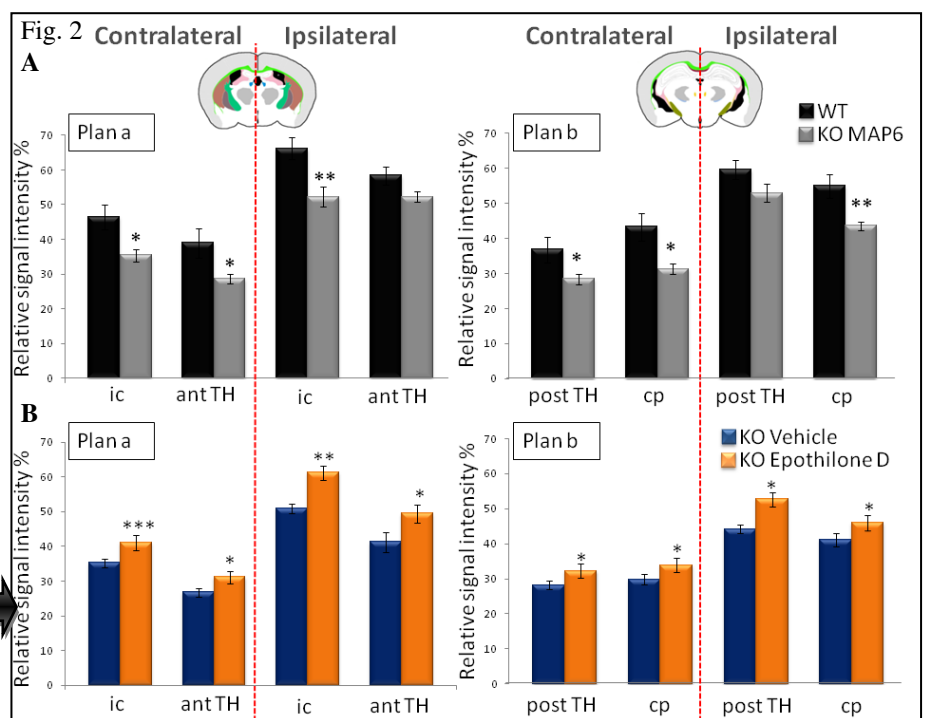 Fig. 2
Contralateral Ipsilateral
Contralateral Ipsilateral
A
Plan a
Plan b
WT
KO MAP6
Relative signal intensity %
70
60
50
40
30
20
10
0
*
*
**
ic ant TH ic ant TH
Relative signal intensity %
70
60
50
40
30
20
10
0
*
*
**
post TH cp post TH cp
B
Plan a
Plan b
KO Vehicle
KO Epothilone D
Relative signal intensity %
70
60
50
40
30
20
10
0
***
*
**
*
ic ant TH ic ant TH
Relative signal intensity %
70
60
50
40
30
20
10
0
*
*
*
*
post TH cp post TH cp